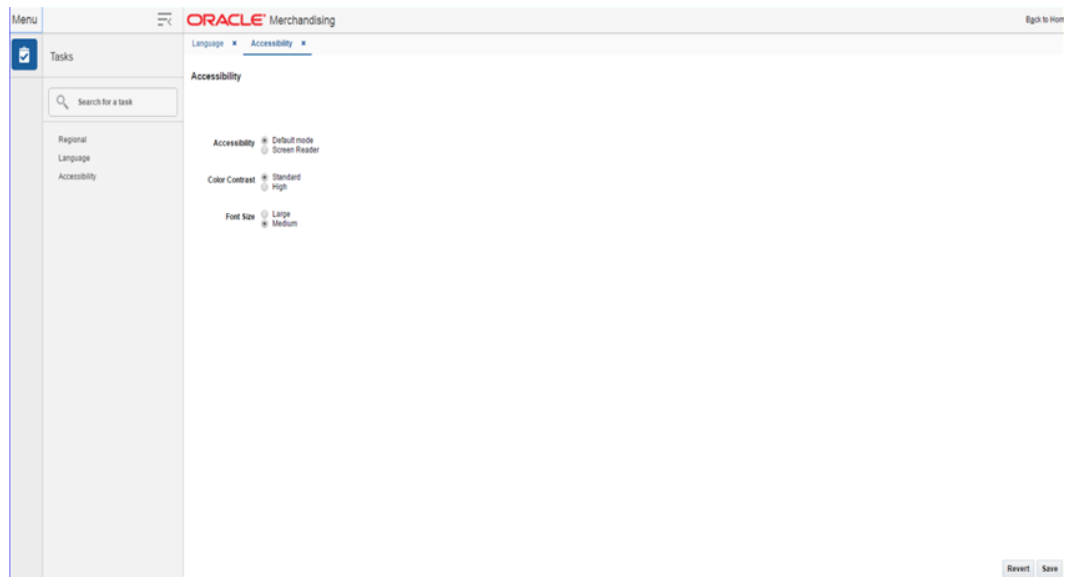 Menu
ORACLE® Merchandising
Back to Hom
Tasks
Language × Accessibility ×
Accessibility
Search for a task
Regional
Language
Accessibility
Accessibility Default mode
Screen Reader
Color Contrast Standard
High
Font Size Large
Medium
Revert Save